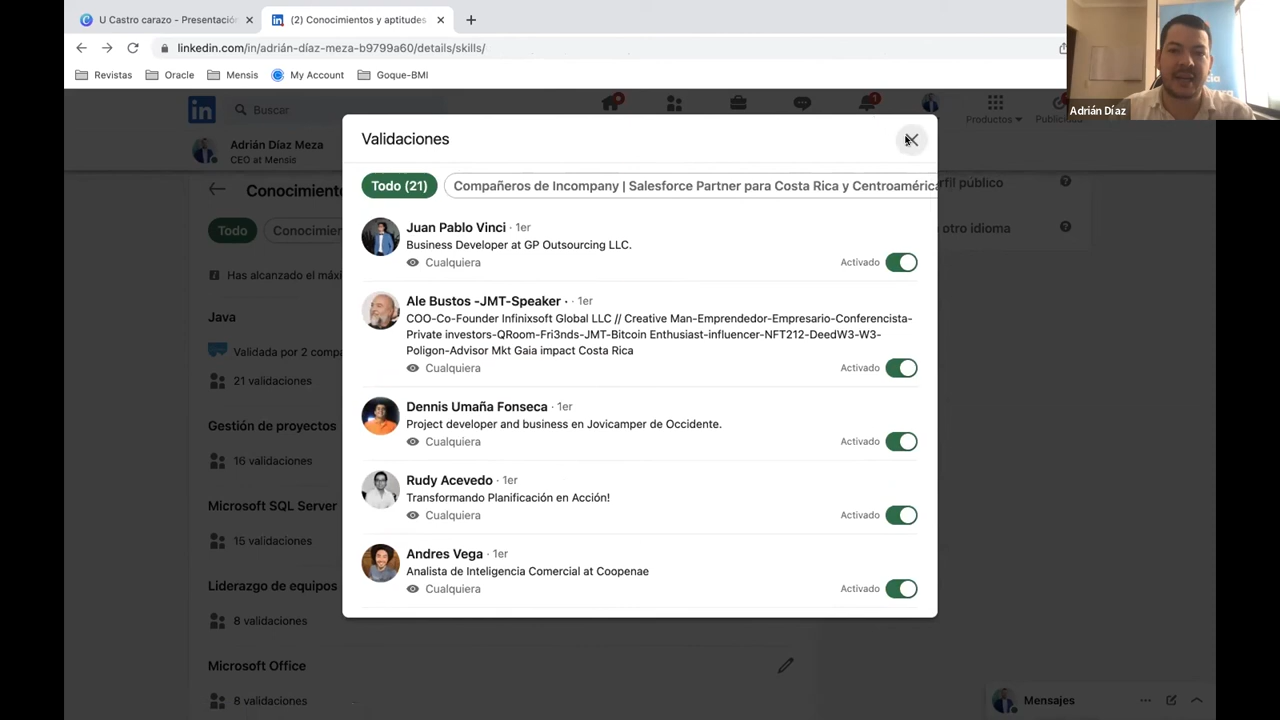 U Castro carazo - Presentación
(2) Conocimientos y aptitudes
linkedin.com/in/adrián-díaz-meza-b9799a60/details/skills/
Revistas
Oracle
Mensis
My Account
Goque-BMI
Adrián Díaz
Buscar
Productos
Adrián Díaz Meza
CEO at Mensis
Validaciones
Todo (21)
Compañeros de Incompany | Salesforce Partner para Costa Rica y Centroamérica
Juan Pablo Vinci · 1er
Business Developer at GP Outsourcing LLC.
Cualquiera
Activado
Ale Bustos -JMT-Speaker · · 1er
COO-Co-Founder Infinixsoft Global LLC // Creative Man-Emprendedor-Empresario-Conferencista-
Private investors-QRoom-Fri3nds-JMT-Bitcoin Enthusiast-influencer-NFT212-DeedW3-W3-
Poligon-Advisor Mkt Gaia impact Costa Rica
Cualquiera
Activado
Dennis Umaña Fonseca · 1er
Project developer and business en Jovicamper de Occidente.
Cualquiera
Activado
Rudy Acevedo · 1er
Transformando Planificación en Acción!
Cualquiera
Activado
Andres Vega · 1er
Analista de Inteligencia Comercial at Coopenae
Cualquiera
Activado
Todo
Has alcanzado el
Java
Validada por 2
21 validaciones
Gestión de proyectos
16 validaciones
Microsoft SQL Server
15 validaciones
Liderazgo de equipos
8 validaciones
Microsoft Office
8 validaciones
público
otro idioma
Mensajes